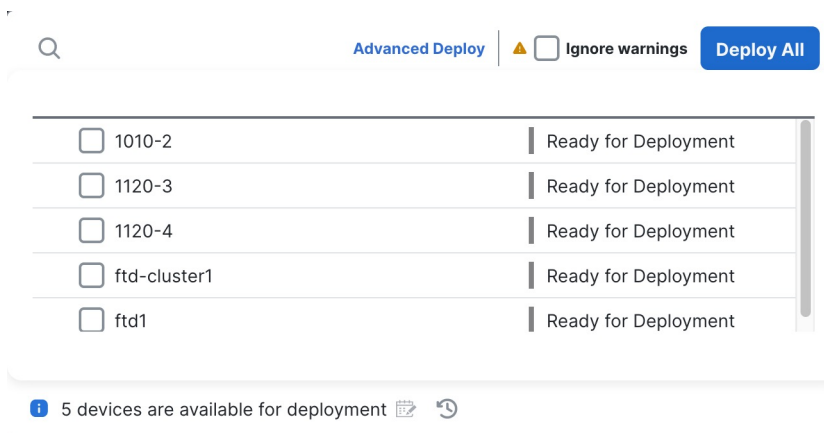 Advanced Deploy Ignore warnings Deploy All
1010-2 Ready for Deployment
1120-3 Ready for Deployment
1120-4 Ready for Deployment
ftd-cluster1 Ready for Deployment
ftd1 Ready for Deployment
5 devices are available for deployment